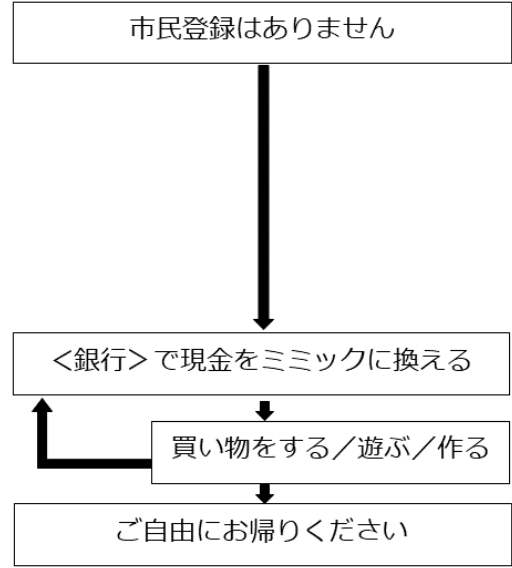 市民登録はありません
＜銀行＞で現金をミミックに換える
買い物をする／遊ぶ／作る
ご自由にお帰りください